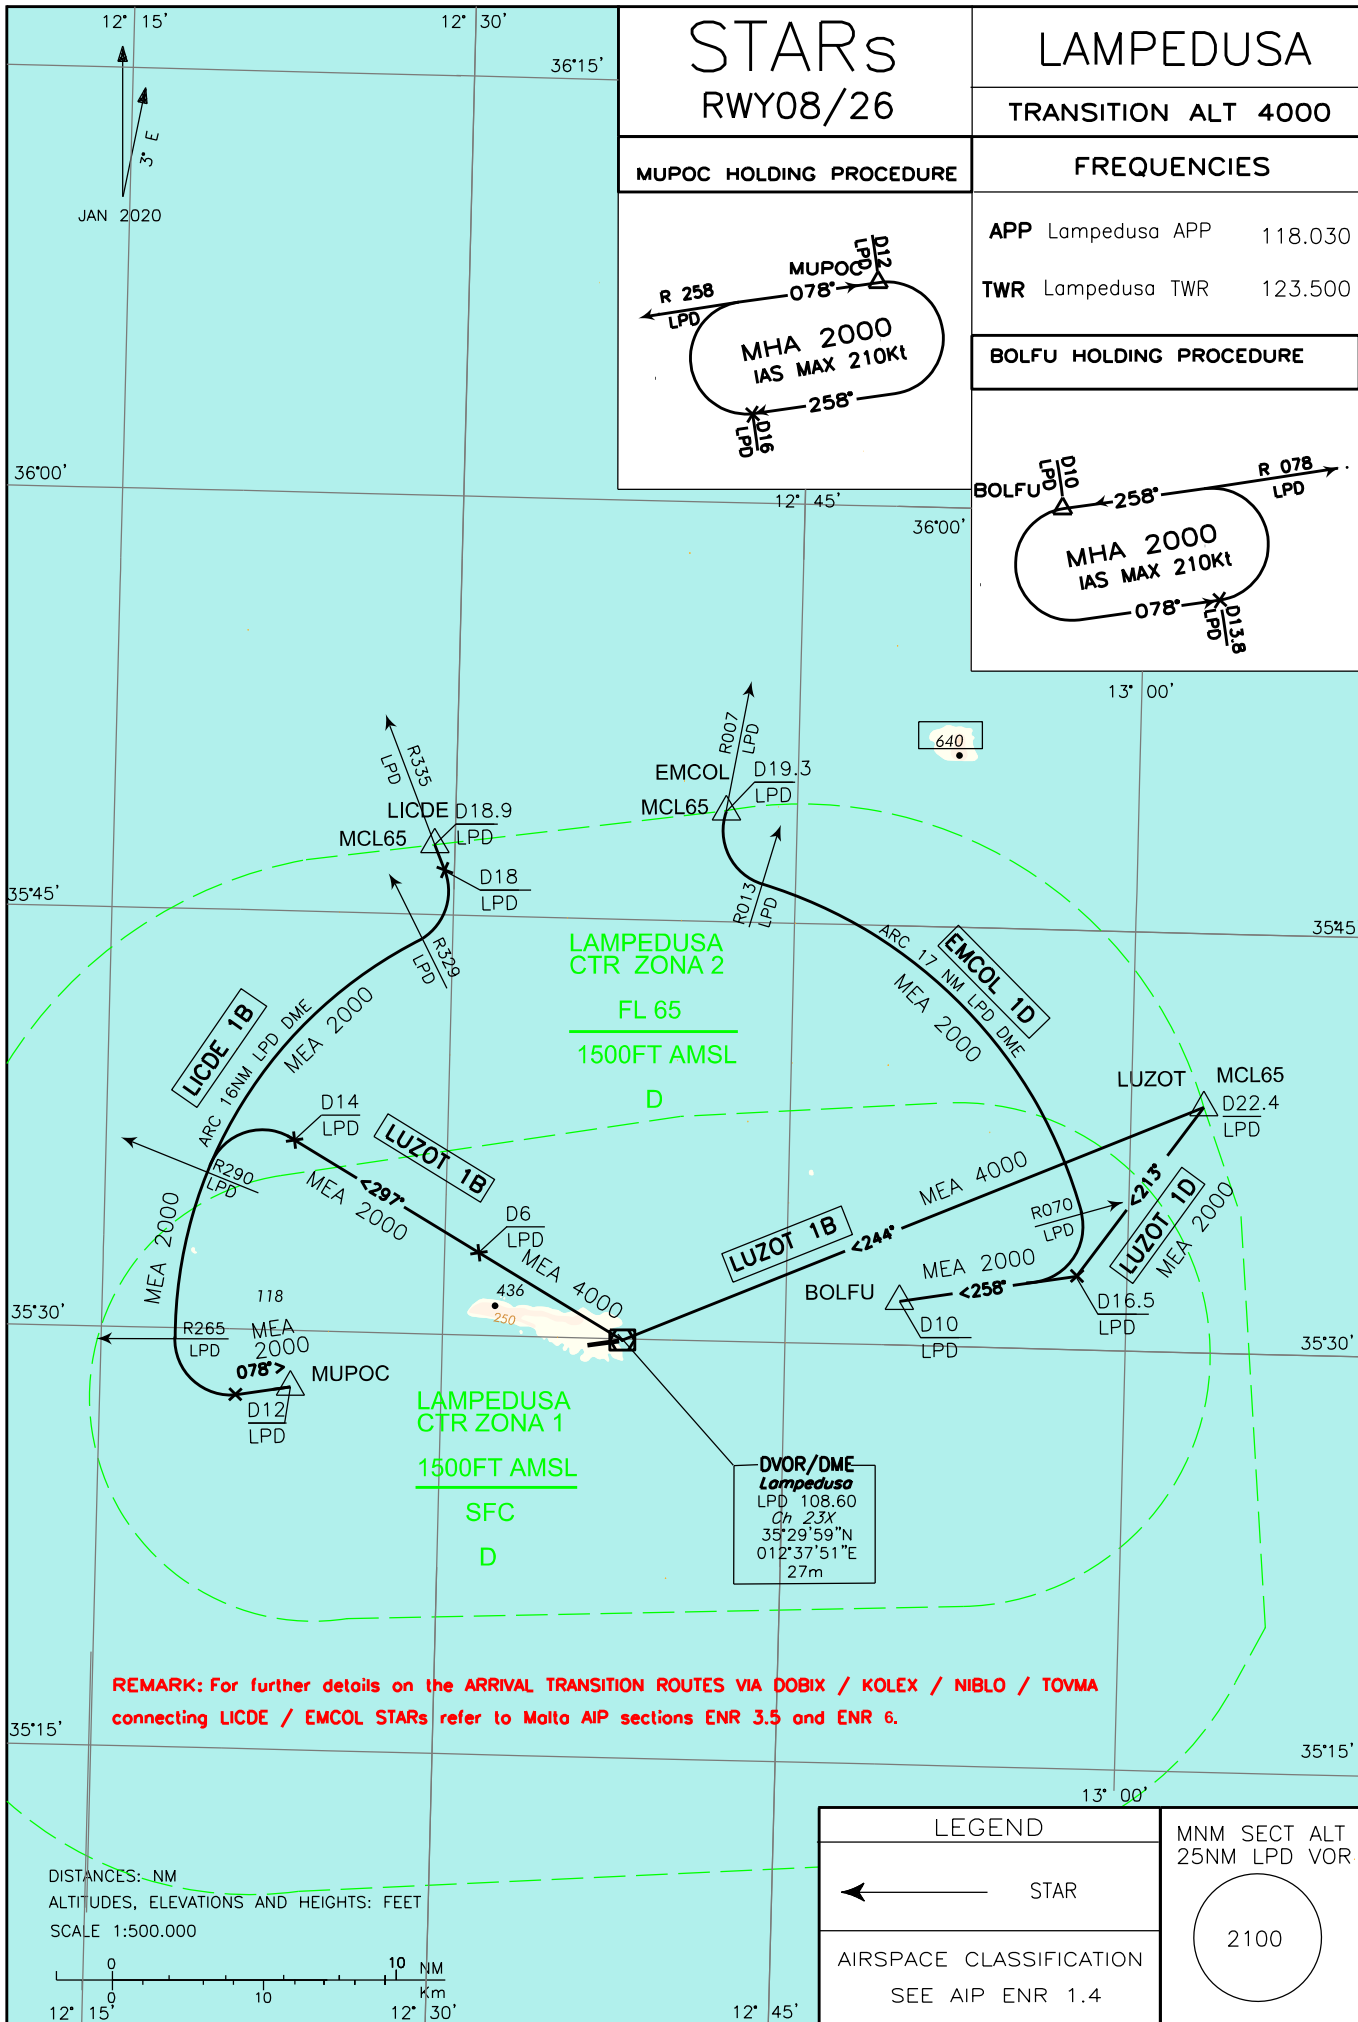 12° 15'
12° 30'
36°15'
3° E
JAN 2020
STARs
RWY08/26
LAMPEDUSA
TRANSITION ALT 4000
MUPOC HOLDING PROCEDURE
FREQUENCIES
APP Lampedusa APP 118.030
TWR Lampedusa TWR 123.500
MUPOC
D12
LPD
R 258
LPD
078°
MHA 2000
IAS MAX 210Kt
258°
D16
LPD
BOLFU HOLDING PROCEDURE
BOLFU
D10
LPD
R 078
LPD
258°
MHA 2000
IAS MAX 210Kt
078°
D13.8
LPD
36°00'
12° 45'
36°00'
13° 00'
640
R335
LPD
R007
LPD
EMCOL
MCL65
D19.3
LPD
LICDE
MCL65
D18.9
LPD
D18
LPD
R329
LPD
R013
LPD
35°45'
35°45
LAMPEDUSA
CTR ZONA 2
FL 65
1500FT AMSL
D
ARC 17 NM LPD DME
EMCOL 1D
MEA 2000
LICDE 1B
ARC 16NM LPD DME
MEA 2000
LUZOT
MCL65
D22.4
LPD
D14
LPD
LUZOT 1B
R290
LPD
<297°
MEA 2000
MEA 4000
<213°
LUZOT 1D
MEA 2000
R070
LPD
D6
LPD
MEA 4000
LUZOT 1B
<244°
MEA 2000
MEA 2000
BOLFU
<258°
D10
LPD
D16.5
LPD
118
436
250
35°30'
35°30'
R265
LPD
MEA
2000
078°>
MUPOC
D12
LPD
LAMPEDUSA
CTR ZONA 1
1500FT AMSL
SFC
D
DVOR/DME
Lampedusa
LPD 108.60
Ch 23X
35°29'59"N
012°37'51"E
27m
REMARK: For further details on the ARRIVAL TRANSITION ROUTES VIA DOBIX / KOLEX / NIBLO / TOVMA
connecting LICDE / EMCOL STARs refer to Malta AIP sections ENR 3.5 and ENR 6.
35°15'
35°15'
13° 00'
DISTANCES: NM
ALTITUDES, ELEVATIONS AND HEIGHTS: FEET
SCALE 1:500.000
0 10 NM
0 10 Km
12° 15'
12° 30'
12° 45'
LEGEND
STAR
AIRSPACE CLASSIFICATION
SEE AIP ENR 1.4
MNM SECT ALT
25NM LPD VOR
2100